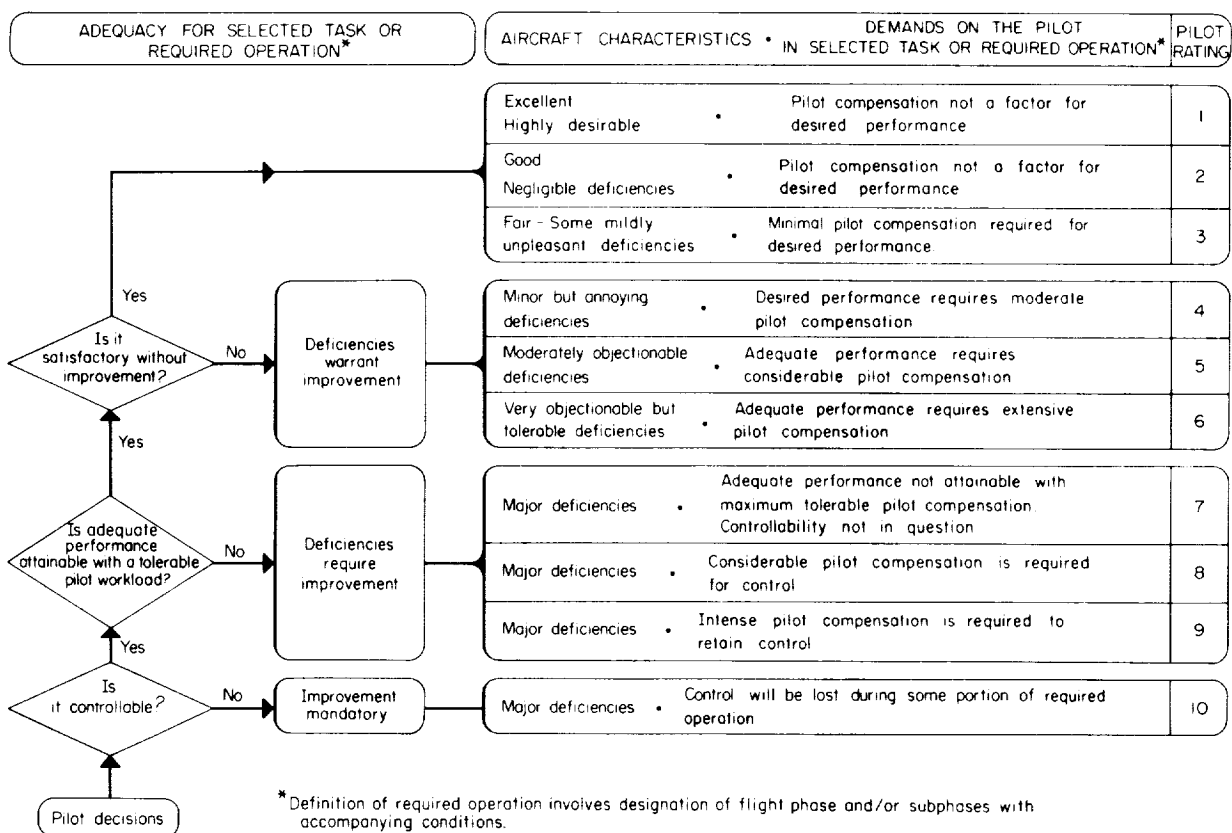 ADEQUACY FOR SELECTED TASK OR
REQUIRED OPERATION*
AIRCRAFT CHARACTERISTICS •
DEMANDS ON THE PILOT
IN SELECTED TASK OR REQUIRED OPERATION*
PILOT
RATING
Excellent
Highly desirable
•
Pilot compensation not a factor for
desired performance
1
Good
Negligible deficiencies
•
Pilot compensation not a factor for
desired performance
2
Fair – Some mildly
unpleasant deficiencies
•
Minimal pilot compensation required for
desired performance.
3
Yes
Is it
satisfactory without
improvement?
No
Deficiencies
warrant
improvement
Minor but annoying
deficiencies
•
Desired performance requires moderate
pilot compensation
4
Moderately objectionable
deficiencies
•
Adequate performance requires
considerable pilot compensation
5
Very objectionable but
tolerable deficiencies
•
Adequate performance requires extensive
pilot compensation
6
Yes
Is adequate
performance
attainable with a tolerable
pilot workload?
No
Deficiencies
require
improvement
Major deficiencies
•
Adequate performance not attainable with
maximum tolerable pilot compensation.
Controllability not in question
7
Major deficiencies
•
Considerable pilot compensation is required
for control
8
Major deficiencies
•
Intense pilot compensation is required to
retain control
9
Yes
Is
it controllable?
No
Improvement
mandatory
Major deficiencies
•
Control will be lost during some portion of required
operation
10
Pilot decisions
*Definition of required operation involves designation of flight phase and/or subphases with
accompanying conditions.